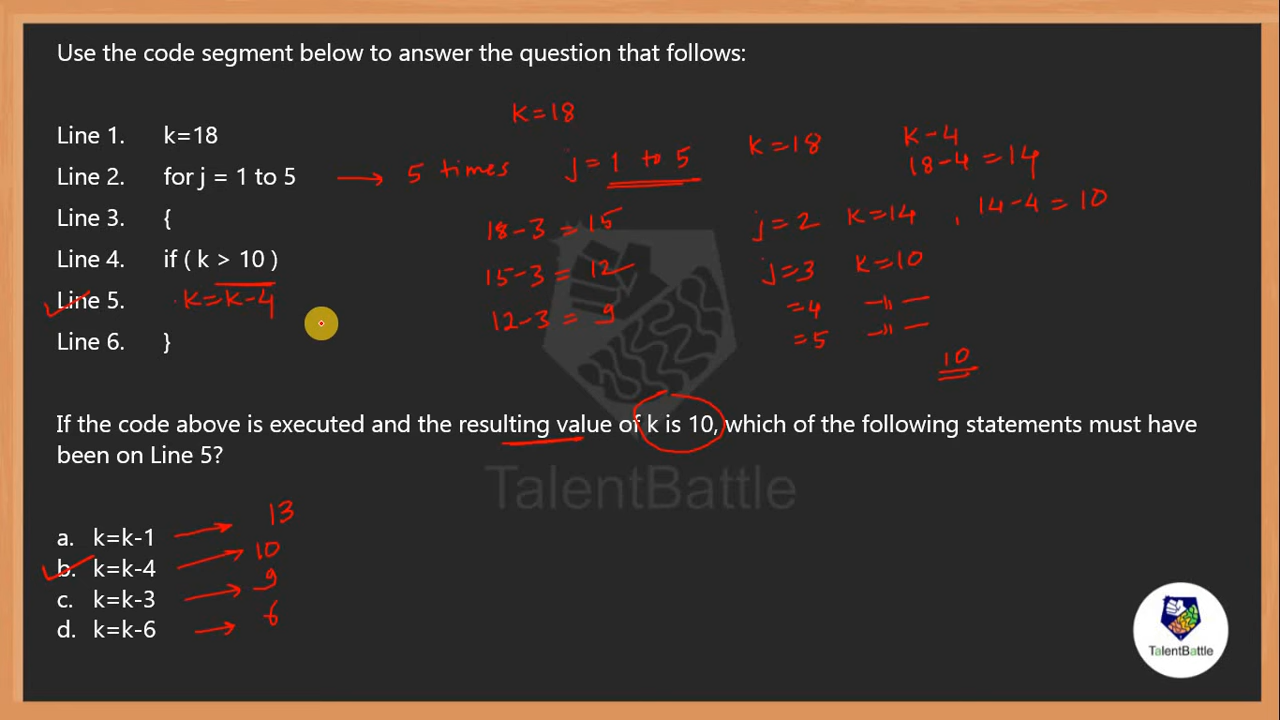 Use the code segment below to answer the question that follows:
K=18
Line 1. k=18
K=18
K-4
18-4=14
Line 2. for j = 1 to 5
5 times
j=1 to 5
Line 3. {
18-3=15
j=2 K=14 , 14-4=10
Line 4. if ( k > 10 )
15-3=12
j=3 K=10
Line 5. K=K-4
12-3=9
=4 -11-
=5 -11-
Line 6. }
10
If the code above is executed and the resulting value of k is 10, which of the following statements must have
been on Line 5?
TalentBattle
a. k=k-1 13
b. k=k-4 10
c. k=k-3 9
d. k=k-6 6
TalentBattle